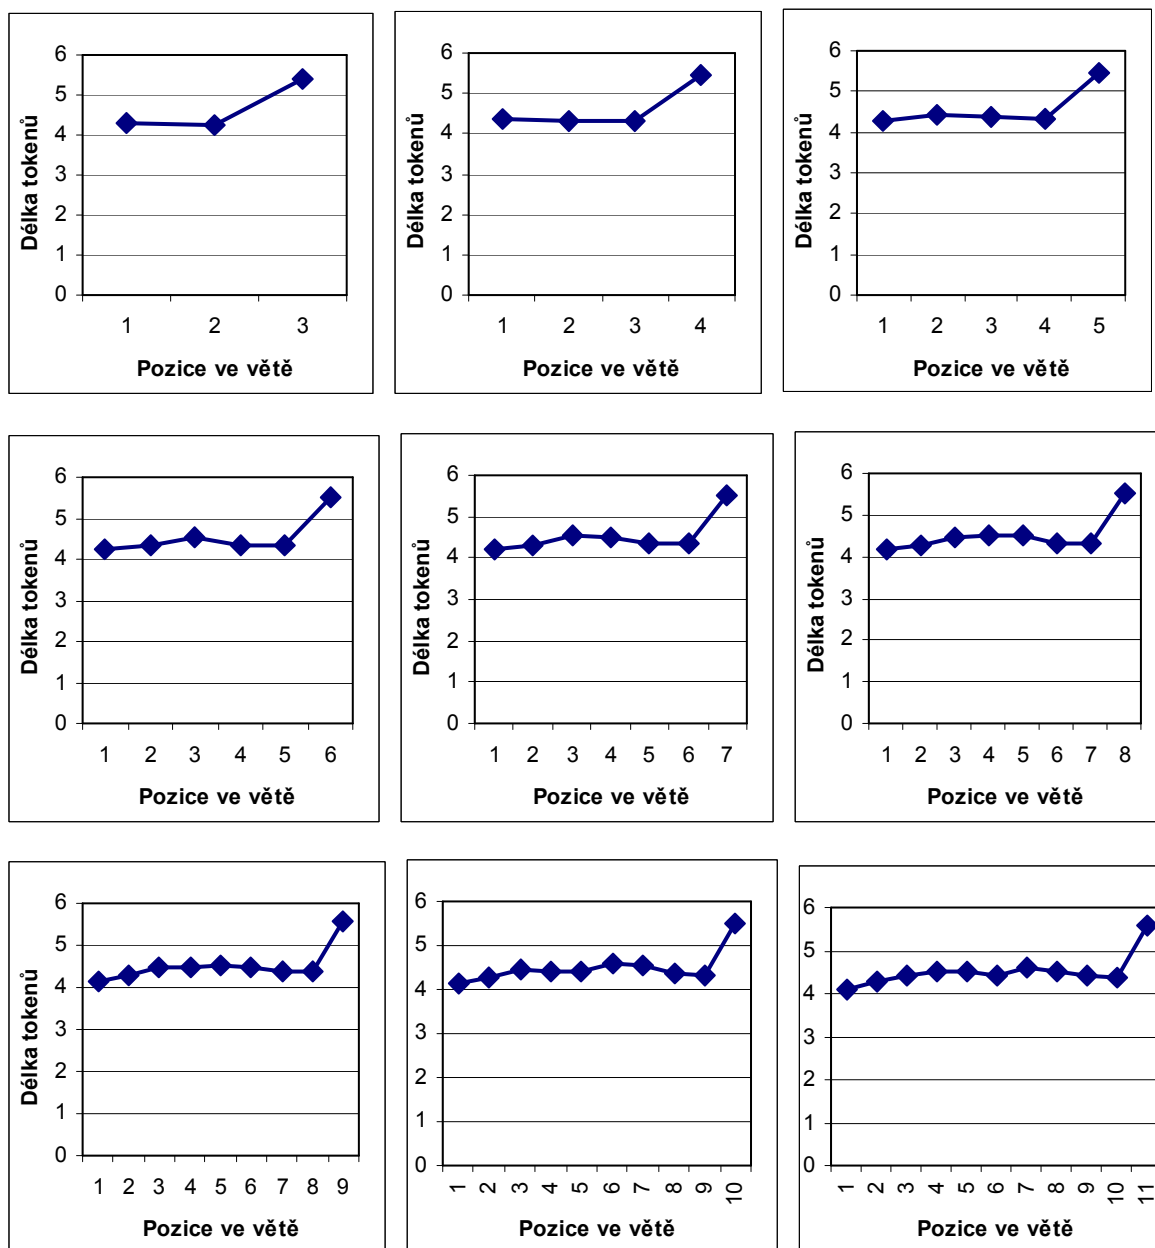 6
5
4
3
2
1
0
Délka tokenů
1 2 3
Pozice ve větě
6
5
4
3
2
1
0
Délka tokenů
1 2 3 4
Pozice ve větě
6
5
4
3
2
1
0
Délka tokenů
1 2 3 4 5
Pozice ve větě
6
5
4
3
2
1
0
Délka tokenů
1 2 3 4 5 6
Pozice ve větě
6
5
4
3
2
1
0
Délka tokenů
1 2 3 4 5 6 7
Pozice ve větě
6
5
4
3
2
1
0
Délka tokenů
1 2 3 4 5 6 7 8
Pozice ve větě
6
5
4
3
2
1
0
Délka tokenů
1 2 3 4 5 6 7 8 9
Pozice ve větě
6
5
4
3
2
1
0
1 2 3 4 5 6 7 8 9 10
Pozice ve větě
6
5
4
3
2
1
0
1 2 3 4 5 6 7 8 9 10 11
Pozice ve větě